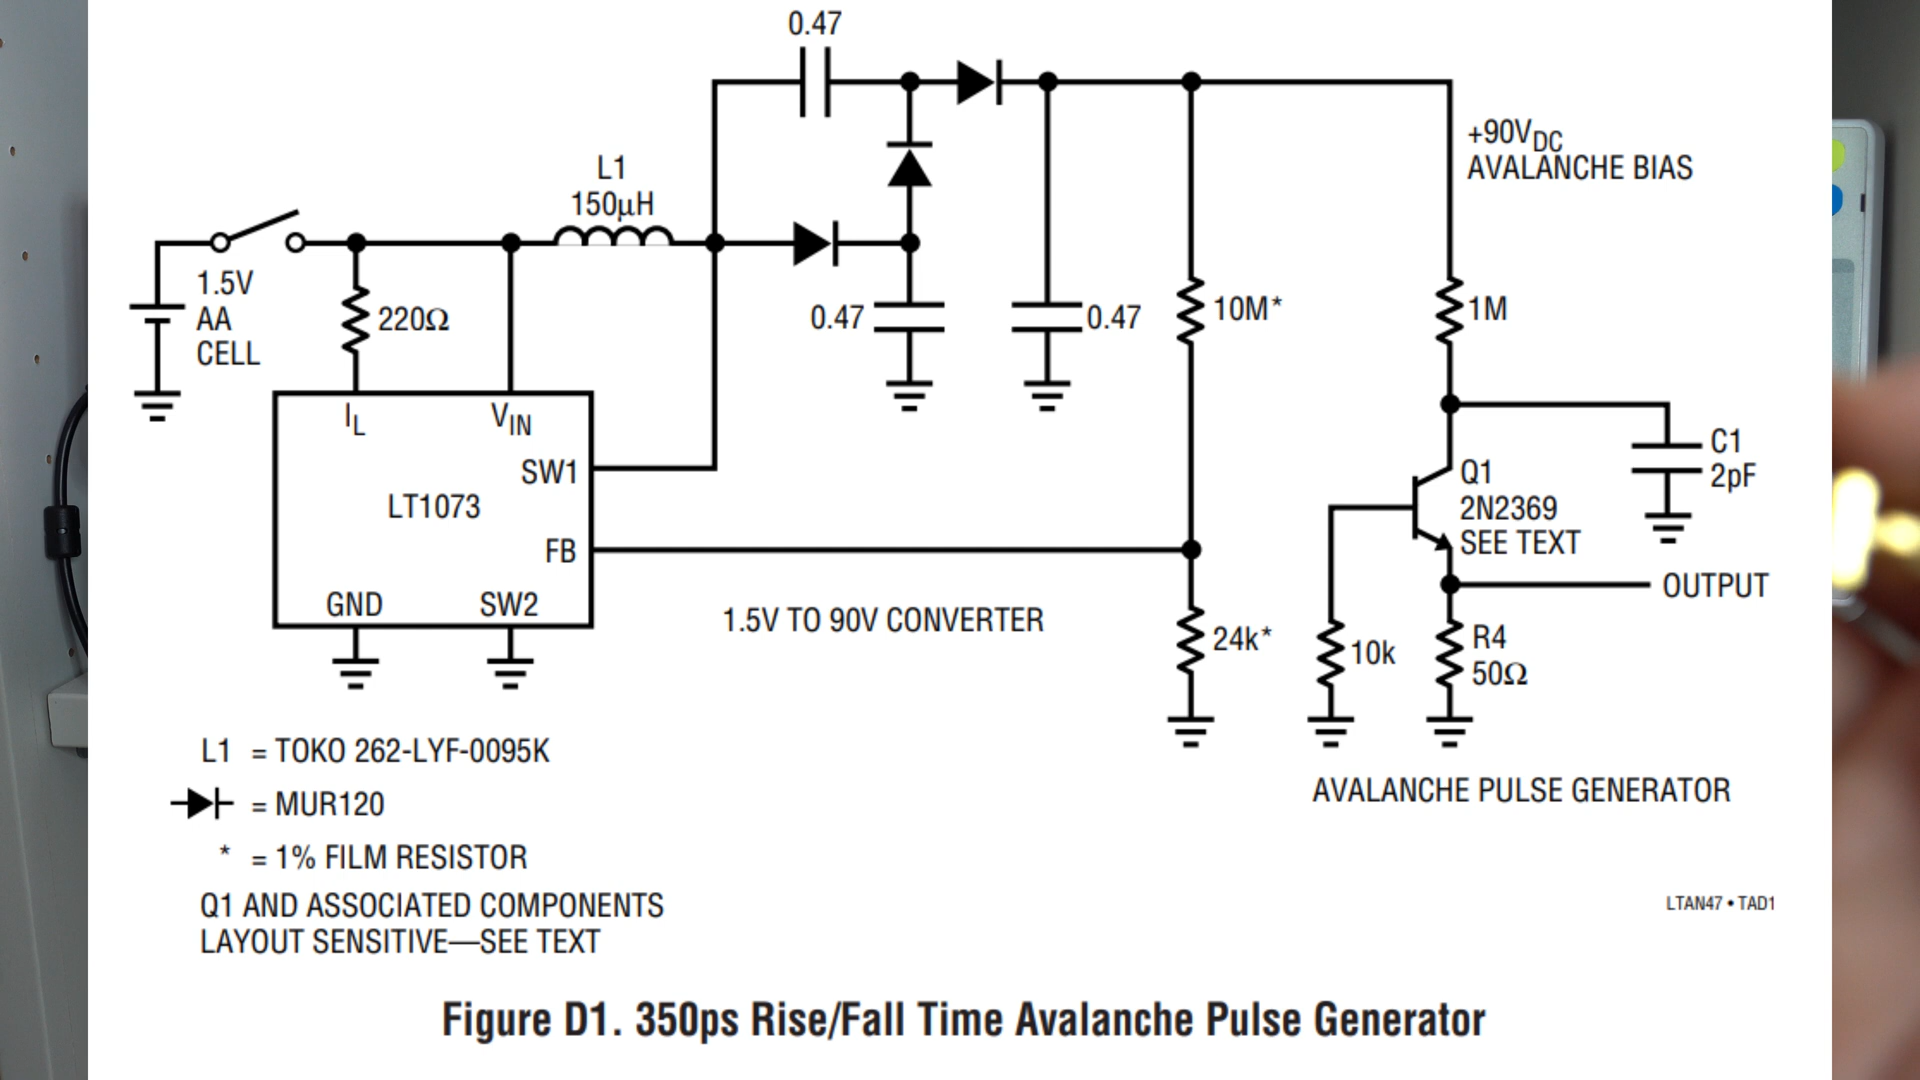 0.47
+90VDC
AVALANCHE BIAS
L1
150µH
1.5V
AA
CELL
220Ω
0.47
0.47
10M*
1M
IL
VIN
SW1
LT1073
FB
GND
SW2
C1
2pF
Q1
2N2369
SEE TEXT
OUTPUT
1.5V TO 90V CONVERTER
24k*
10k
R4
50Ω
L1 = TOKO 262-LYF-0095K
= MUR120
* = 1% FILM RESISTOR
Q1 AND ASSOCIATED COMPONENTS
LAYOUT SENSITIVE—SEE TEXT
AVALANCHE PULSE GENERATOR
LTAN47 • TAD1
Figure D1. 350ps Rise/Fall Time Avalanche Pulse Generator